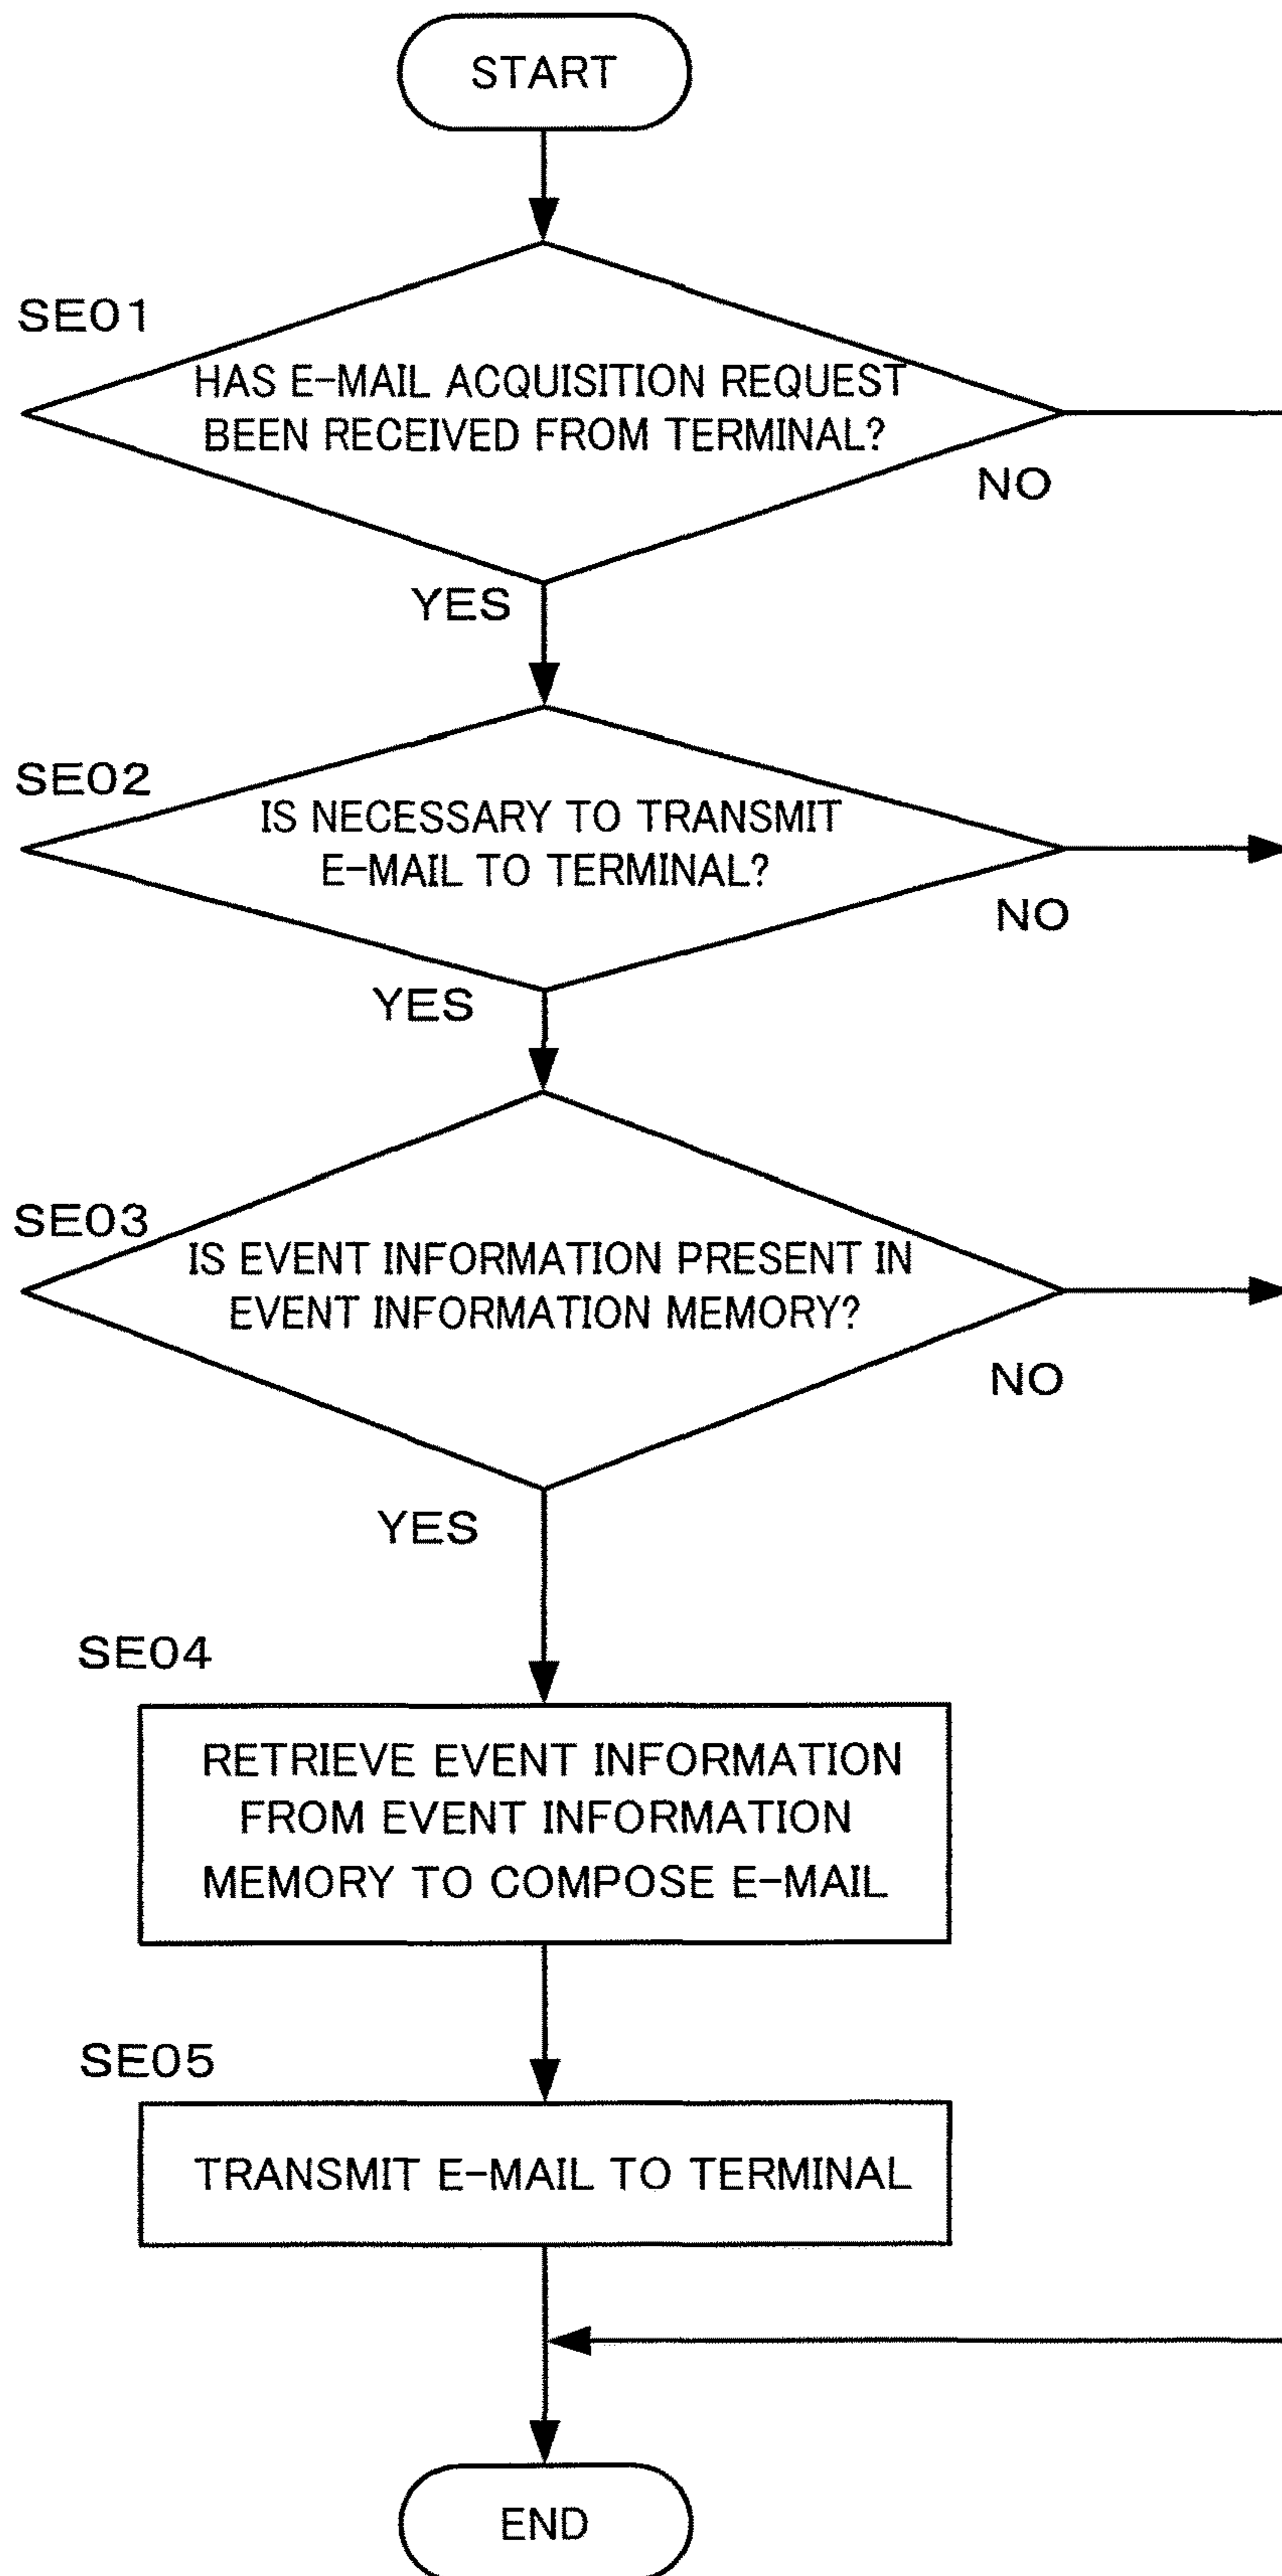 START
SE01
HAS E-MAIL ACQUISITION REQUEST
BEEN RECEIVED FROM TERMINAL?
NO
YES
SE02
IS NECESSARY TO TRANSMIT
E-MAIL TO TERMINAL?
NO
YES
SE03
IS EVENT INFORMATION PRESENT IN
EVENT INFORMATION MEMORY?
NO
YES
SE04
RETRIEVE EVENT INFORMATION
FROM EVENT INFORMATION
MEMORY TO COMPOSE E-MAIL
SE05
TRANSMIT E-MAIL TO TERMINAL
END